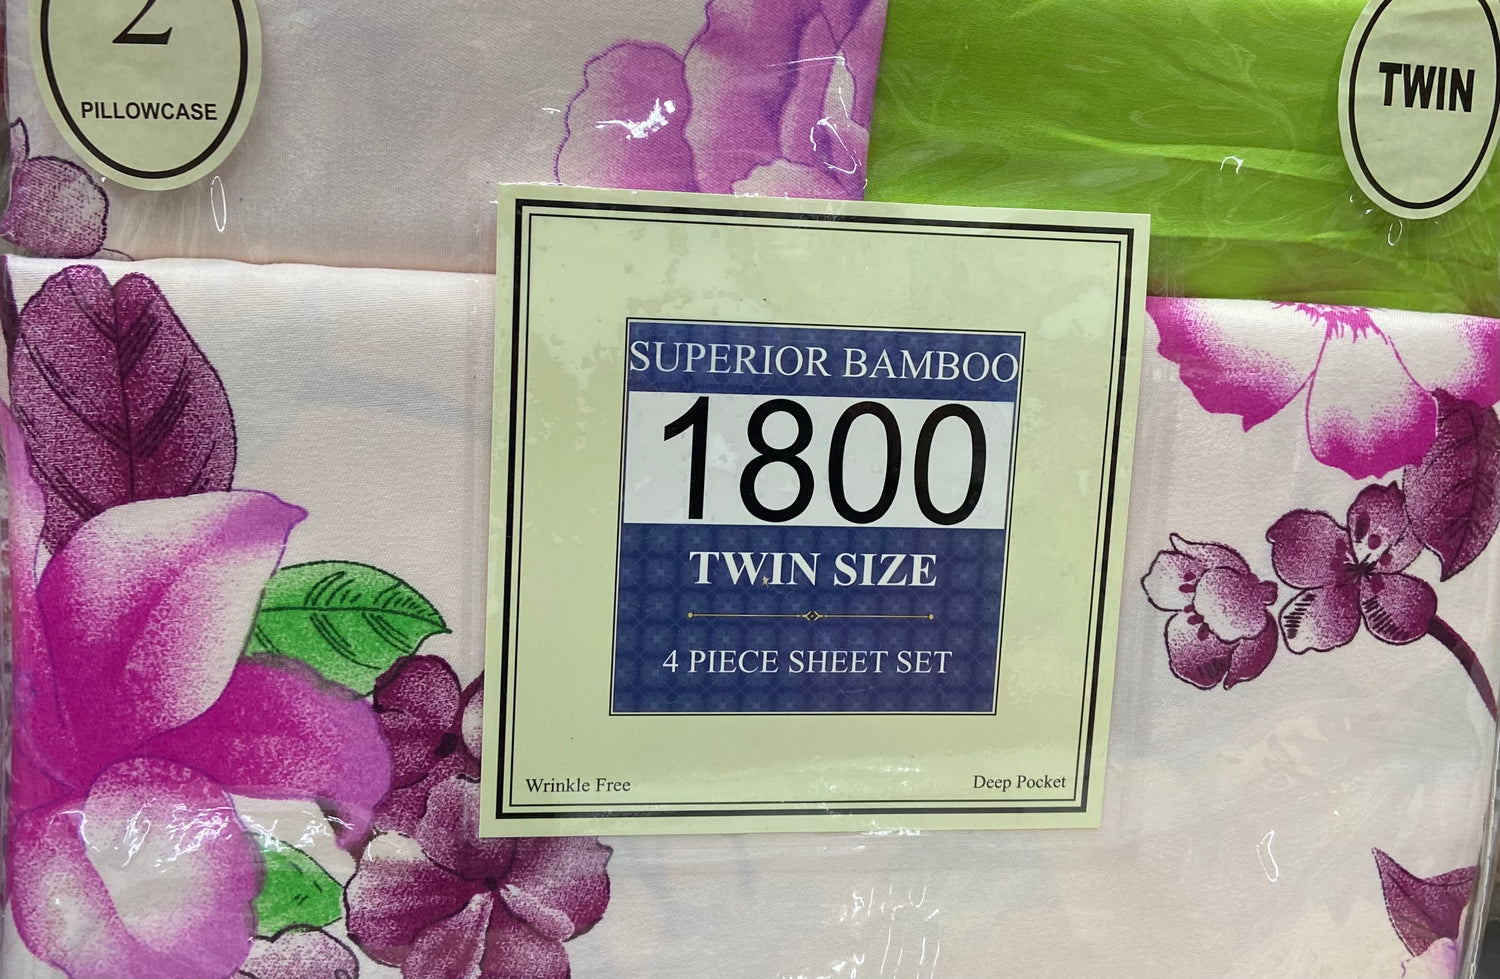 2
PILLOWCASE
TWIN
SUPERIOR BAMBOO
1800
TWIN SIZE
4 PIECE SHEET SET
Wrinkle Free
Deep Pocket